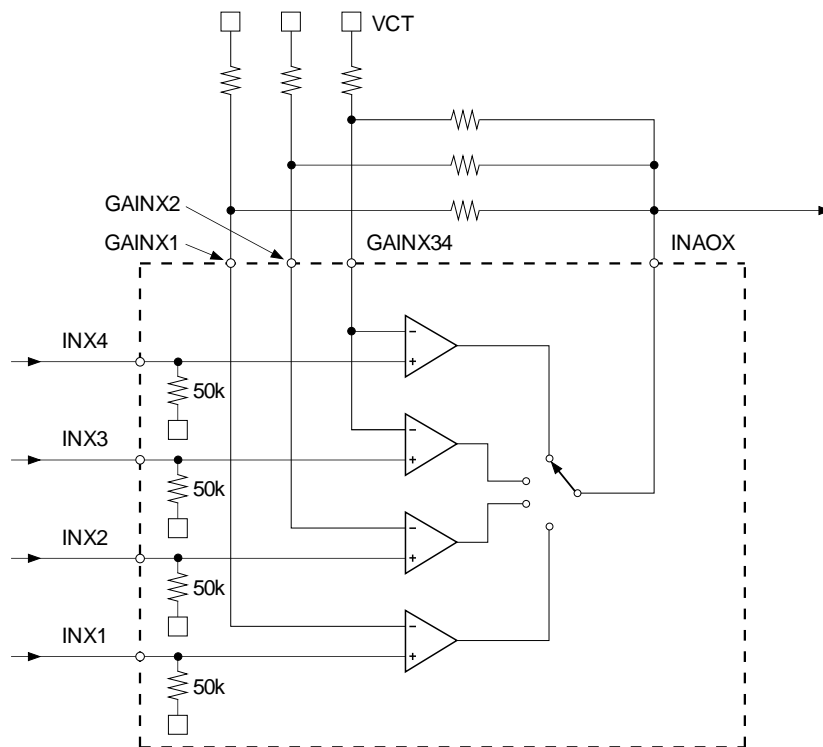 VCT
GAINX2
GAINX1
GAINX34
INAOX
INX4
50k
INX3
50k
INX2
50k
INX1
50k